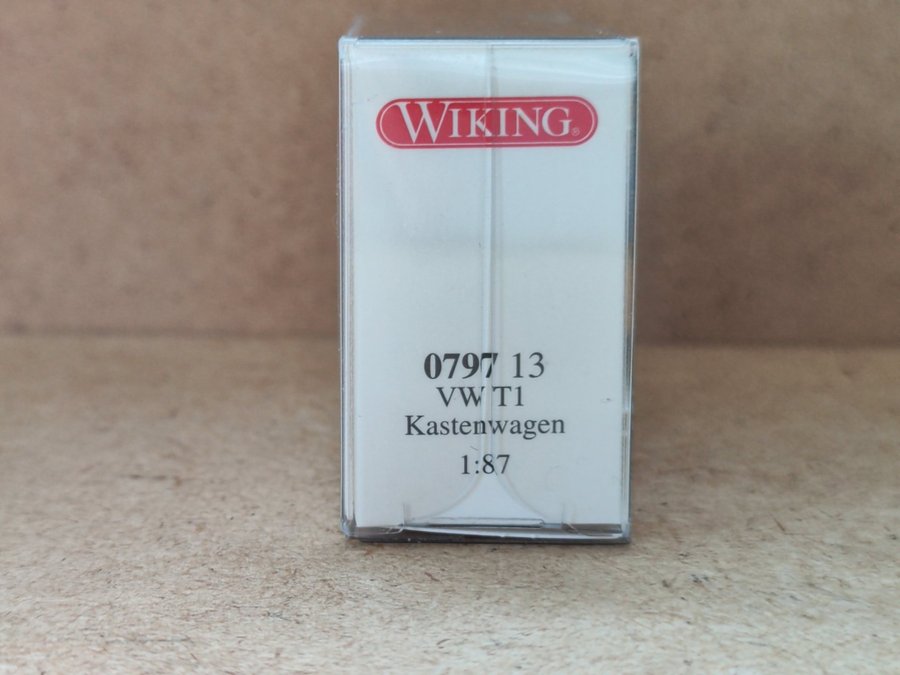 WIKING®
0797 13
VW T1
Kastenwagen
1:87